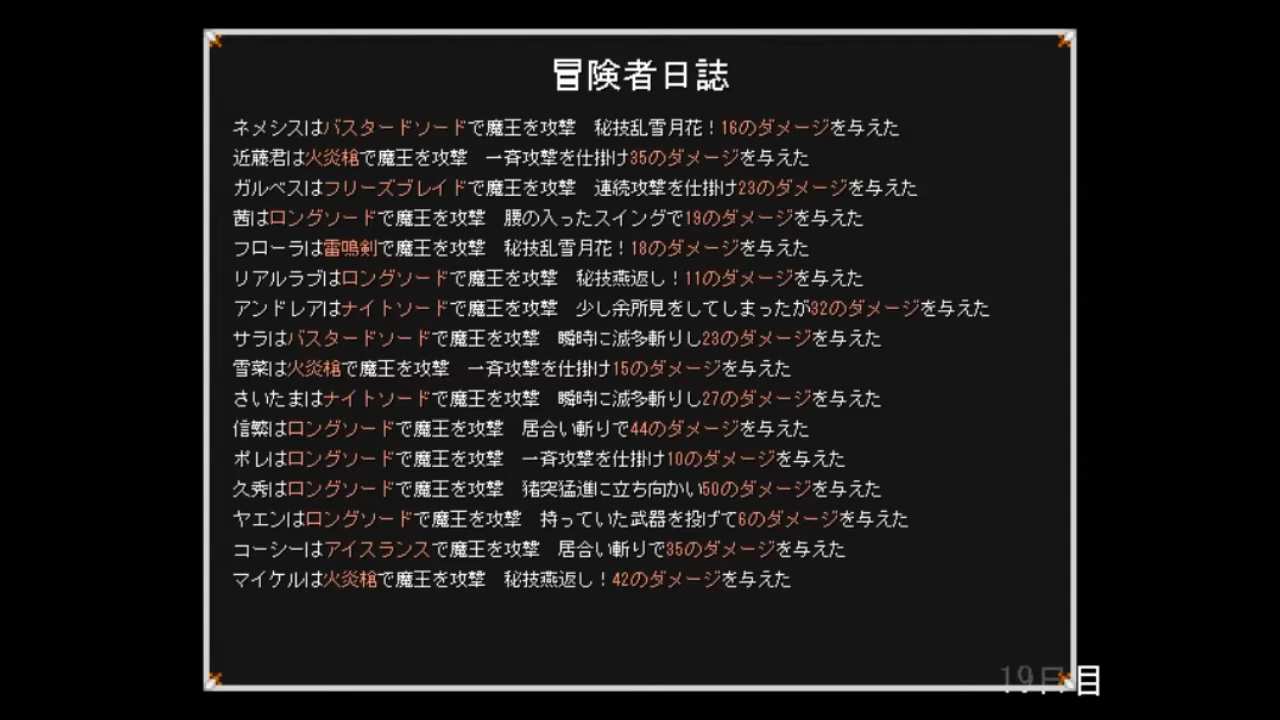 冒険者日誌
ネメシスはバスタードソードで魔王を攻撃　秘技乱雪月花！16のダメージを与えた
近藤君は火炎槍で魔王を攻撃　一斉攻撃を仕掛け35のダメージを与えた
ガルベスはフリーズブレイドで魔王を攻撃　連続攻撃を仕掛け23のダメージを与えた
茜はロングソードで魔王を攻撃　腰の入ったスイングで19のダメージを与えた
フローラは雷鳴剣で魔王を攻撃　秘技乱雪月花！18のダメージを与えた
リアルラブはロングソードで魔王を攻撃　秘技燕返し！11のダメージを与えた
アンドレアはナイトソードで魔王を攻撃　少し余所見をしてしまったが32のダメージを与えた
サラはバスタードソードで魔王を攻撃　瞬時に滅多斬りし23のダメージを与えた
雪菜は火炎槍で魔王を攻撃　一斉攻撃を仕掛け15のダメージを与えた
さいたまはナイトソードで魔王を攻撃　瞬時に滅多斬りし27のダメージを与えた
信繁はロングソードで魔王を攻撃　居合い斬りで44のダメージを与えた
ポレはロングソードで魔王を攻撃　一斉攻撃を仕掛け10のダメージを与えた
久秀はロングソードで魔王を攻撃　猪突猛進に立ち向かい50のダメージを与えた
ヤエンはロングソードで魔王を攻撃　持っていた武器を投げて6のダメージを与えた
コーシーはアイスランスで魔王を攻撃　居合い斬りで35のダメージを与えた
マイケルは火炎槍で魔王を攻撃　秘技燕返し！42のダメージを与えた
19日目